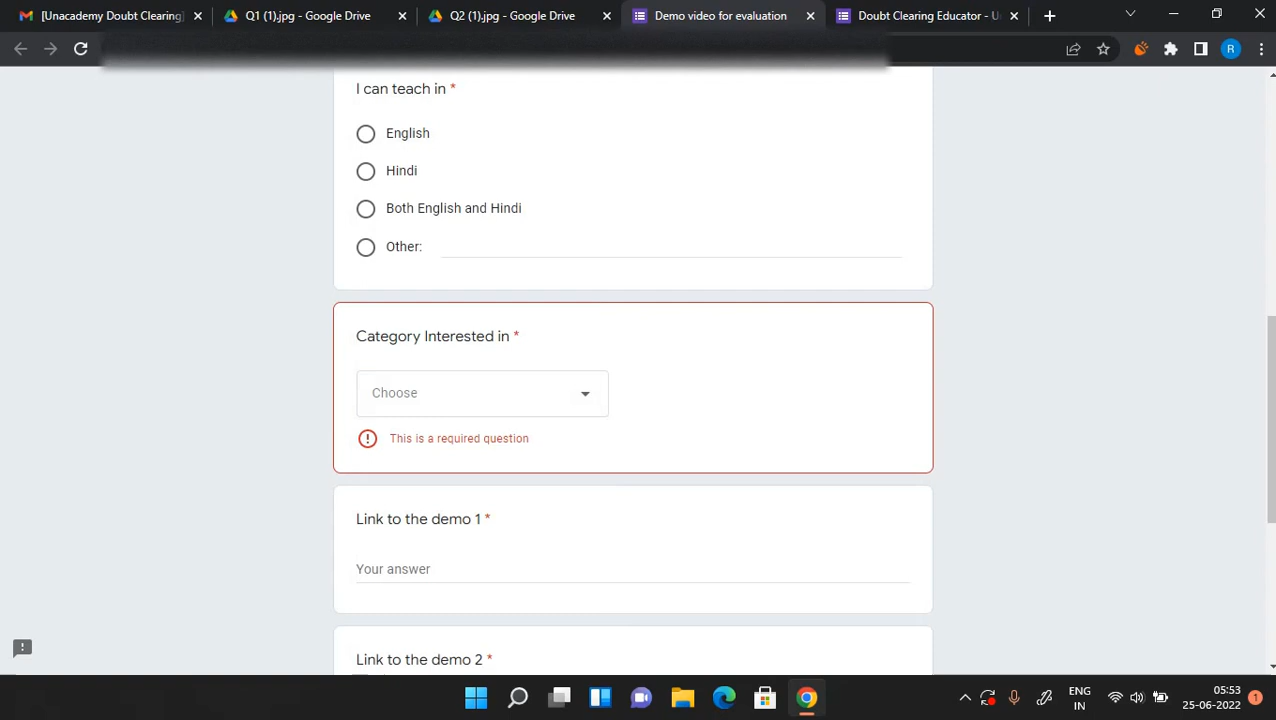 [Unacademy Doubt Clearing]
Q1 (1).jpg - Google Drive
Q2 (1).jpg - Google Drive
Demo video for evaluation
Doubt Clearing Educator - U
R
I can teach in *
English
Hindi
Both English and Hindi
Other:
Category Interested in *
Choose
This is a required question
Link to the demo 1 *
Your answer
Link to the demo 2 *
ENG
IN
05:53
25-06-2022
1